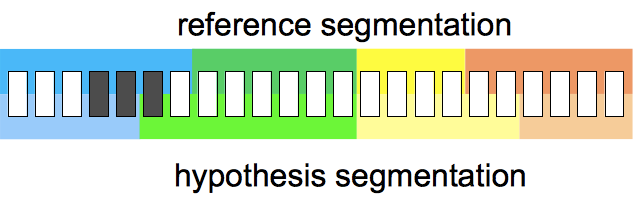 reference segmentation
hypothesis segmentation